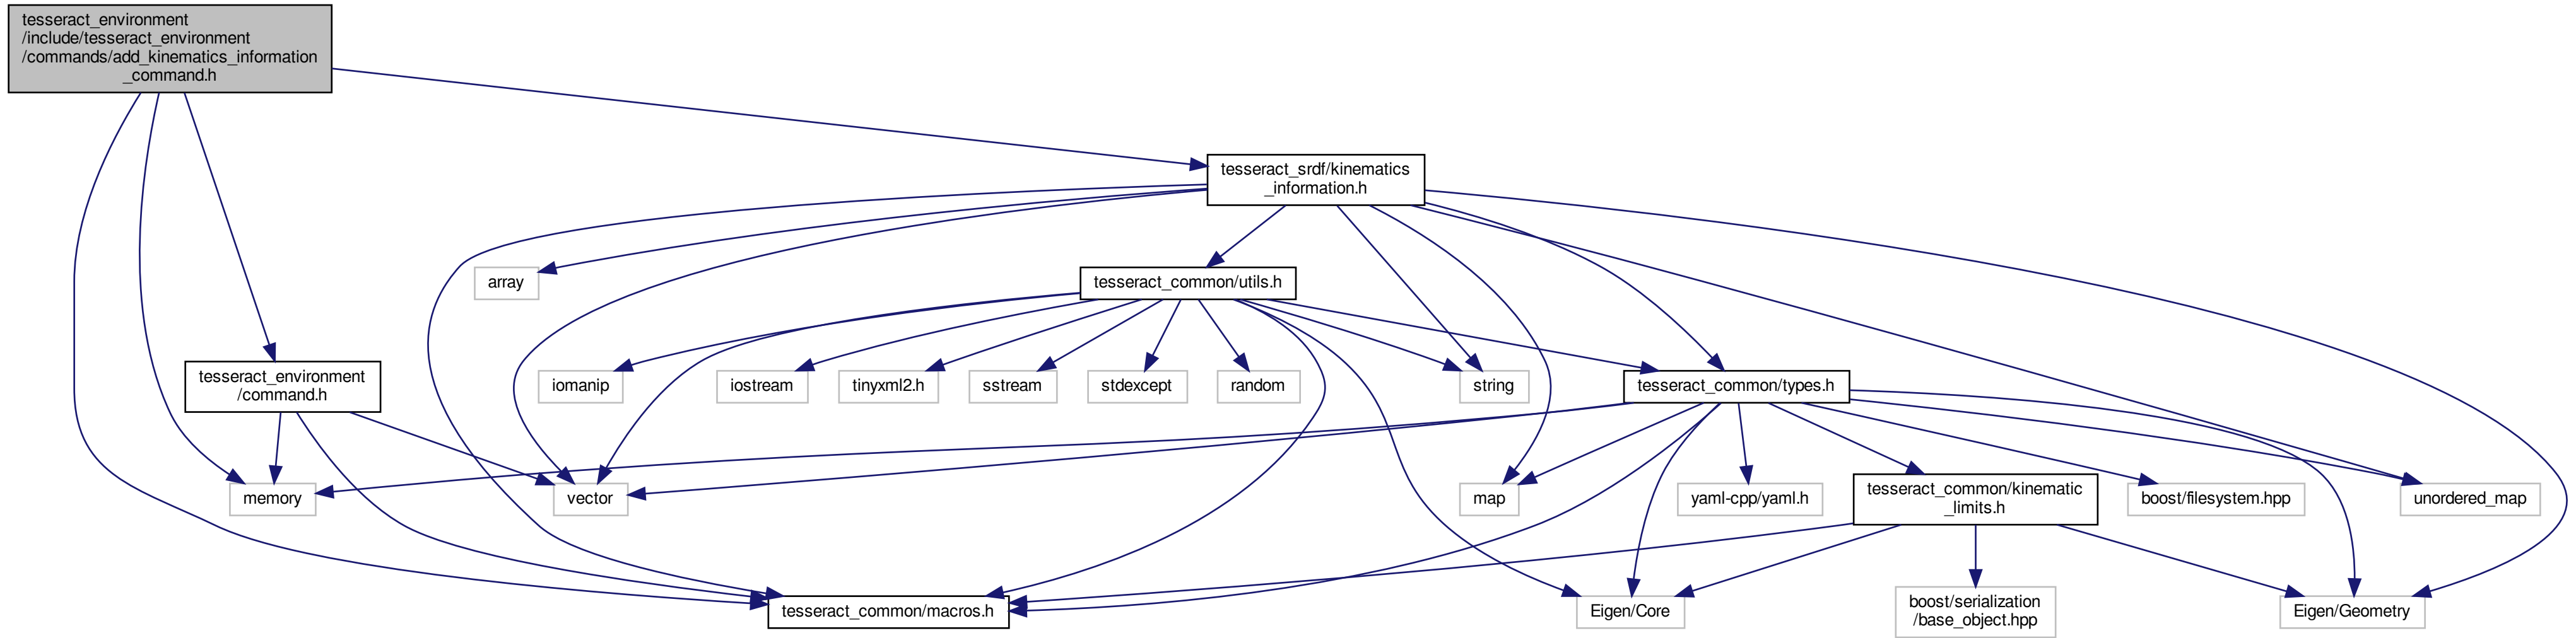 tesseract_environment
/include/tesseract_environment
/commands/add_kinematics_information
_command.h
tesseract_srdf/kinematics
_information.h
array
tesseract_common/utils.h
tesseract_environment
/command.h
iomanip
iostream
tinyxml2.h
sstream
stdexcept
random
string
tesseract_common/types.h
memory
vector
map
yaml-cpp/yaml.h
tesseract_common/kinematic
_limits.h
boost/filesystem.hpp
unordered_map
tesseract_common/macros.h
Eigen/Core
boost/serialization
/base_object.hpp
Eigen/Geometry